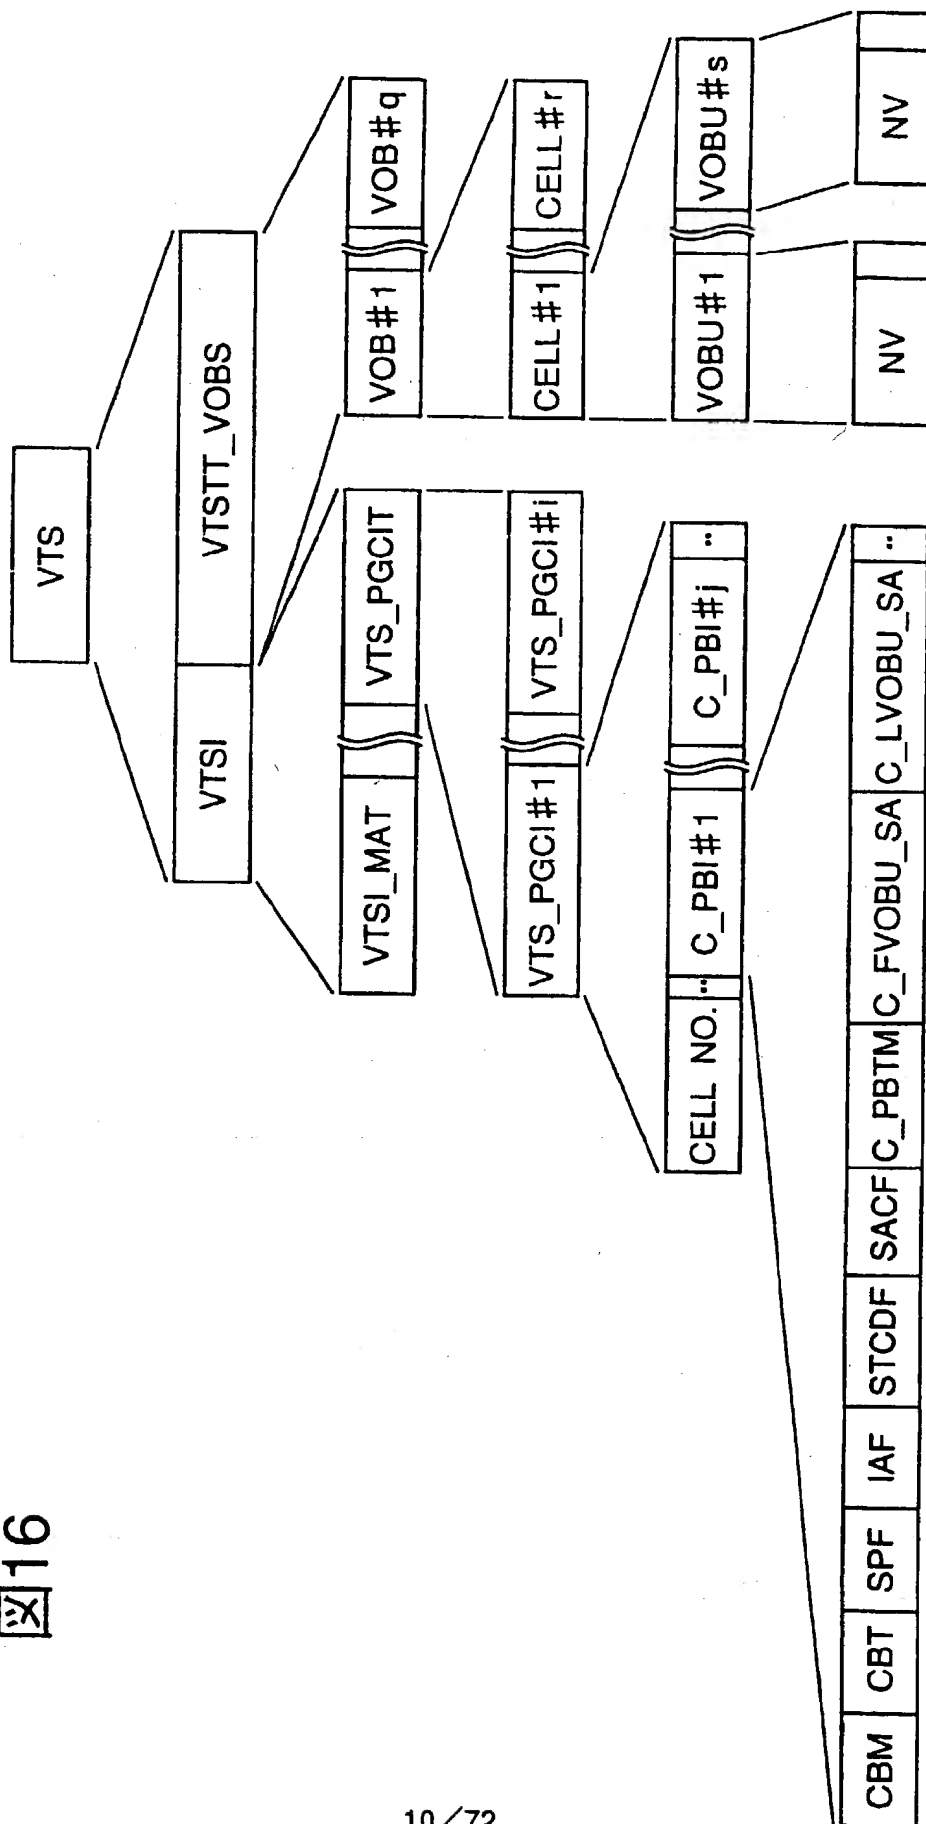 図16
VTS
VTSI VTSTT_VOBS
VTSI_MAT VTS_PGCIT VOB#1 VOB#q
VTS_PGCI#1 VTS_PGCI#i CELL#1 CELL#r
CELL NO. ‥ C_PBI#1 C_PBI#j ‥ VOBU#1 VOBU#s
CBM CBT SPF IAF STCDF SACF C_PBTM C_FVOBU_SA C_LVOBU_SA ‥ NV NV
10/72